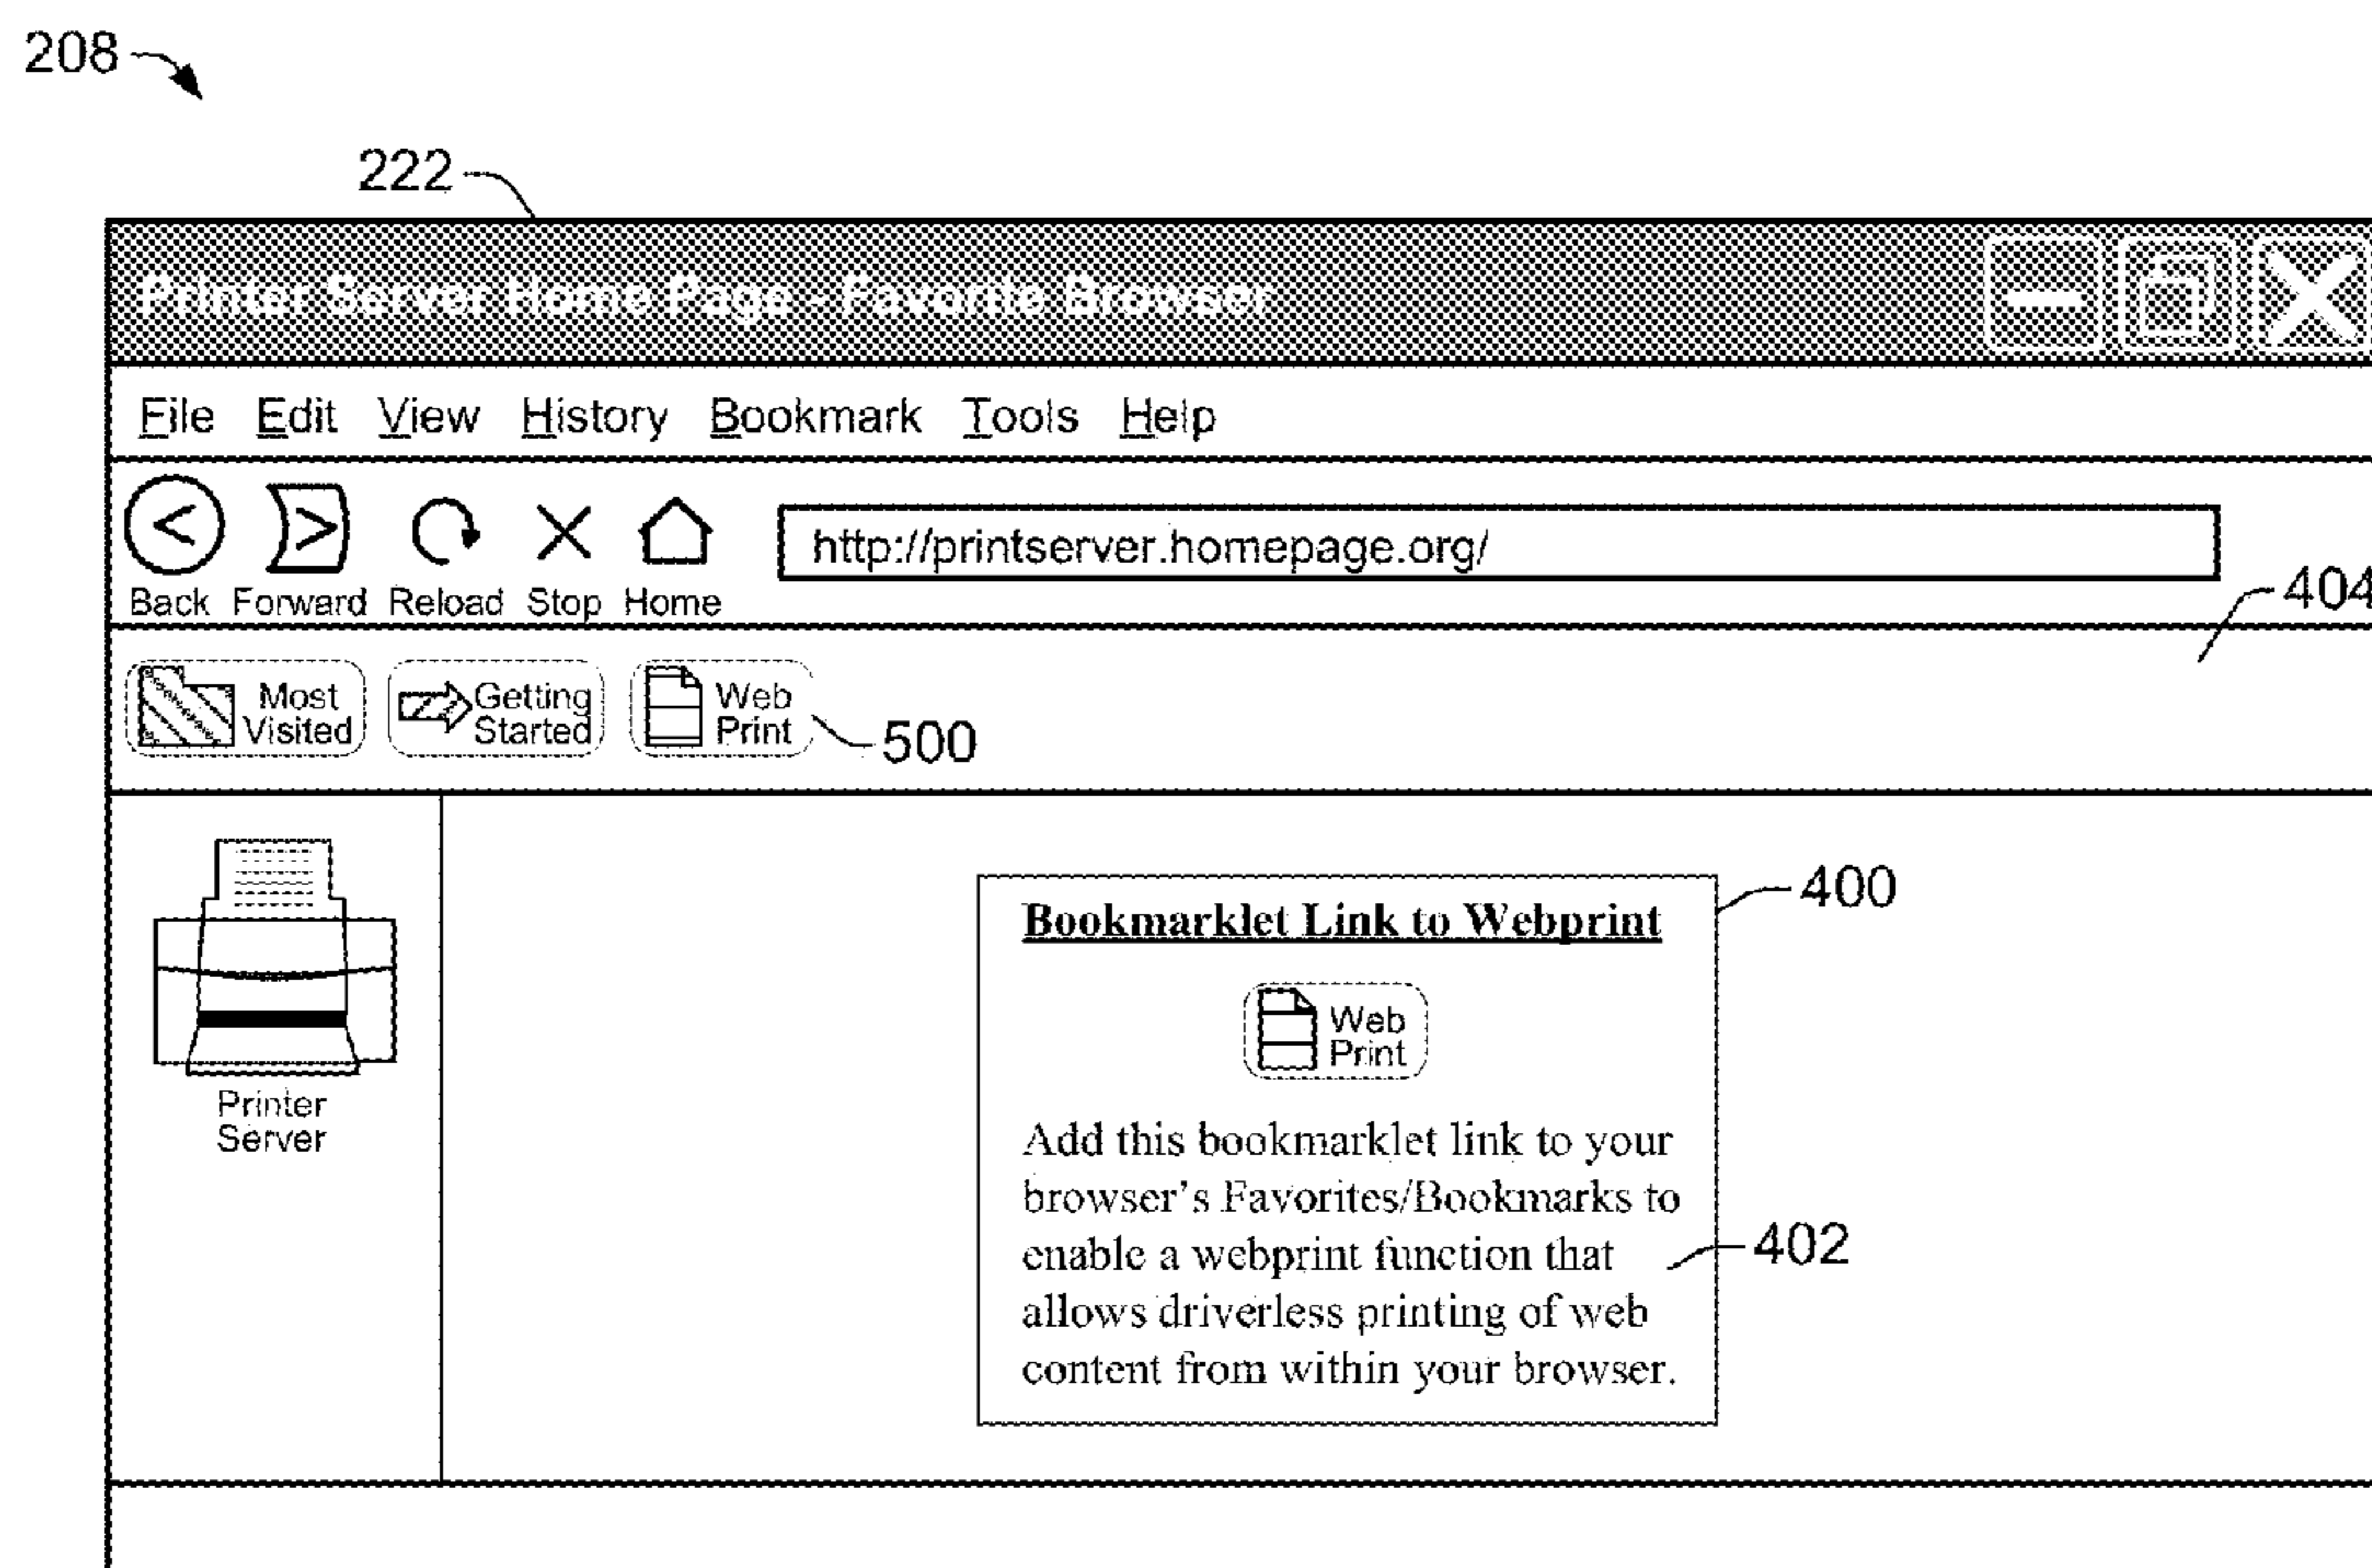 208
222
Printer Server Home Page - Favorite Browser
File Edit View History Bookmark Tools Help
http://printserver.homepage.org/
Back Forward Reload Stop Home
404
Most Visited
Getting Started
Web Print
500
Printer
Server
400
Bookmarklet Link to Webprint
Web
Print
Add this bookmarklet link to your
browser's Favorites/Bookmarks to
enable a webprint function that
402
allows driverless printing of web
content from within your browser.